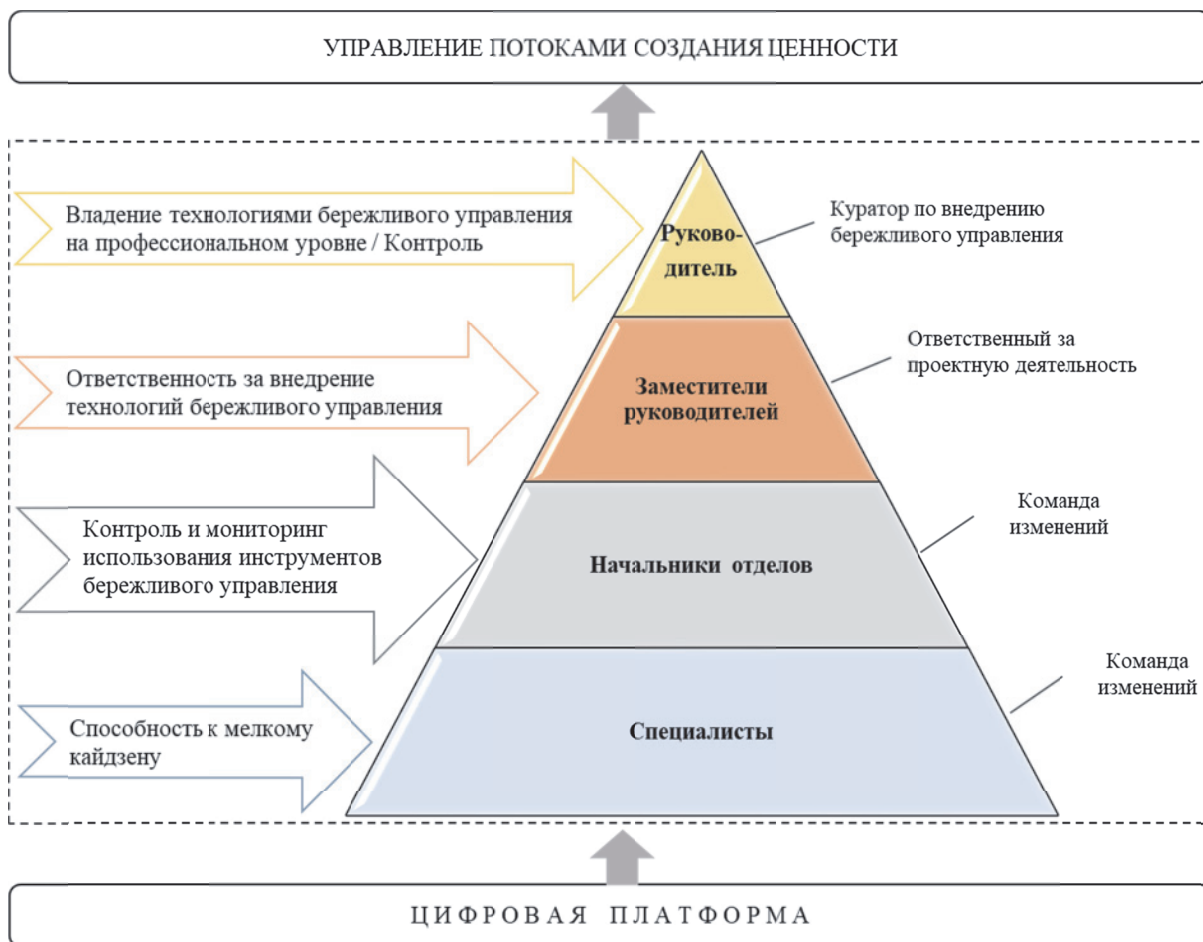 УПРАВЛЕНИЕ ПОТОКАМИ СОЗДАНИЯ ЦЕННОСТИ
Владение технологиями бережливого управления
на профессиональном уровне / Контроль
Руково-
дитель
Куратор по внедрению
бережливого управления
Ответственность за внедрение
технологий бережливого управления
Заместители
руководителей
Ответственный за
проектную деятельность
Контроль и мониторинг
использования инструментов
бережливого управления
Начальники отделов
Команда
изменений
Способность к мелкому
кайдзену
Специалисты
Команда
изменений
ЦИФРОВАЯ ПЛАТФОРМА